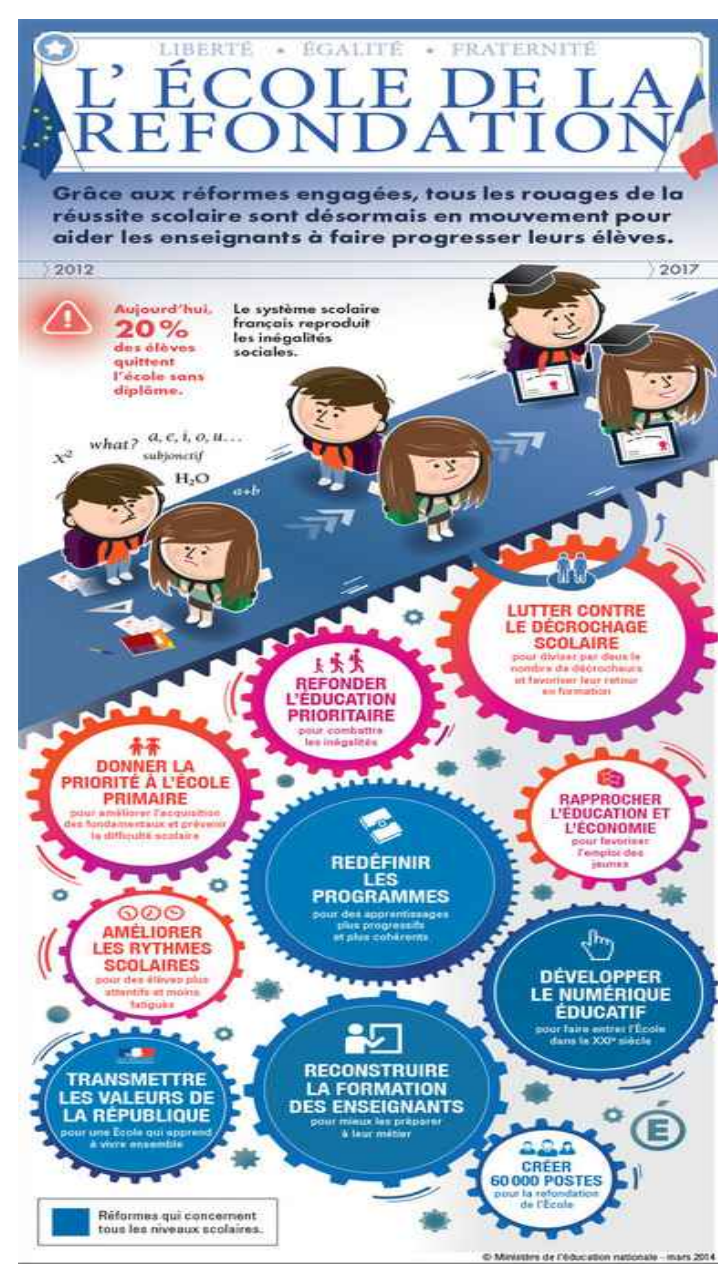 LIBERTÉ • ÉGALITÉ • FRATERNITÉ
L' ÉCOLE DE LA
REFONDATION
Grâce aux réformes engagées, tous les rouages de la
réussite scolaire sont désormais en mouvement pour
aider les enseignants à faire progresser leurs élèves.
2012
2017
Aujourd'hui,
20 %
des élèves
quittent
l'école sans
diplôme.
Le système scolaire
français reproduit
les inégalités
sociales.
x²
what?
a, e, i, o, u...
subjonctif
H₂O
a+b
LUTTER CONTRE
LE DÉCROCHAGE
SCOLAIRE
pour diviser par deux le
nombre de décrocheurs
et favoriser leur retour
en formation
REFONDER
L'ÉDUCATION
PRIORITAIRE
pour combattre
les inégalités
DONNER LA
PRIORITÉ À L'ÉCOLE
PRIMAIRE
pour améliorer l'acquisition
des fondamentaux et prévenir
la difficulté scolaire
RAPPROCHER
L'ÉDUCATION ET
L'ÉCONOMIE
pour favoriser
l'emploi des
jeunes
REDÉFINIR
LES
PROGRAMMES
pour des apprentissages
plus progressifs
et plus cohérents
AMÉLIORER
LES RYTHMES
SCOLAIRES
pour des élèves plus
attentifs et moins
fatigués
DÉVELOPPER
LE NUMÉRIQUE
ÉDUCATIF
pour faire entrer l'École
dans le XXIᵉ siècle
RECONSTRUIRE
LA FORMATION
DES ENSEIGNANTS
pour mieux les préparer
à leur métier
TRANSMETTRE
LES VALEURS DE
LA RÉPUBLIQUE
pour une École qui apprend
à vivre ensemble
É
CRÉER
60 000 POSTES
pour la refondation
de l'École
Réformes qui concernent
tous les niveaux scolaires.
© Ministère de l'éducation nationale - mars 2014